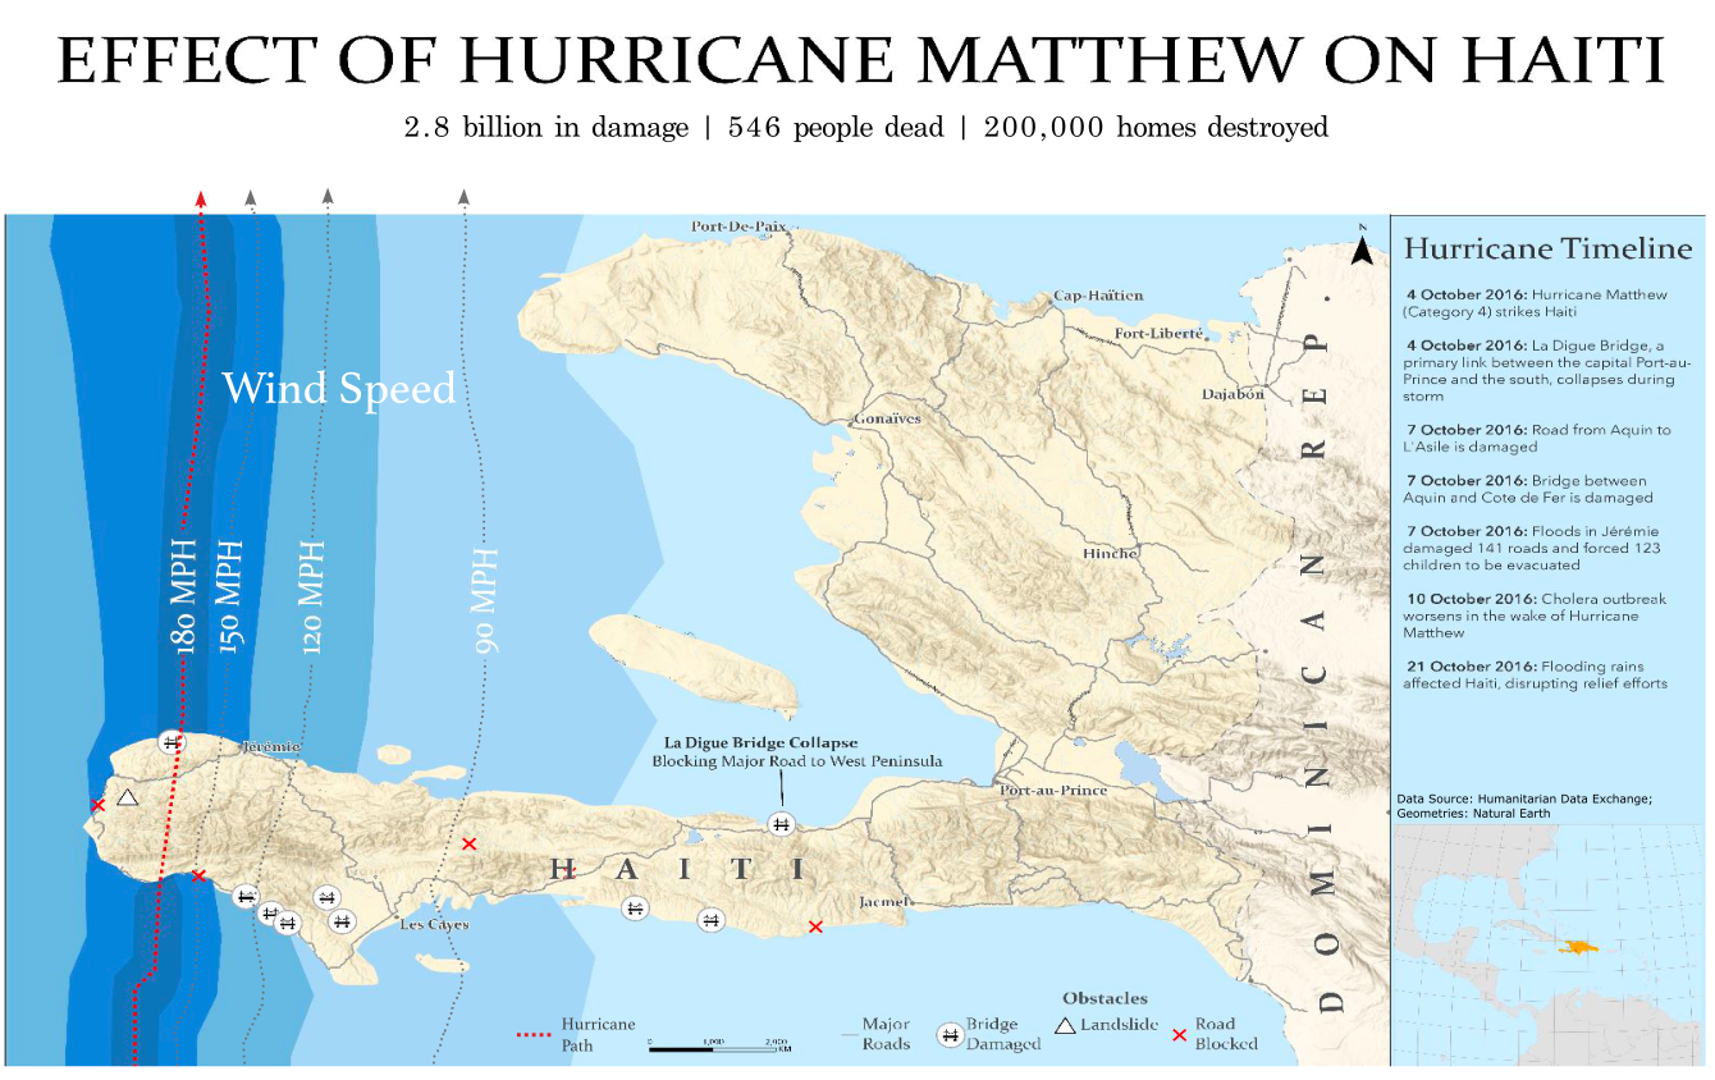 EFFECT OF HURRICANE MATTHEW ON HAITI
2.8 billion in damage | 546 people dead | 200,000 homes destroyed
Port-De-Paix
Cap-Haïtien
Fort-Liberté
Dajabón
Wind Speed
Gonaïves
Hinche
180 MPH
150 MPH
120 MPH
90 MPH
DOMINICAN REP.
Jérémie
La Digue Bridge Collapse
Blocking Major Road to West Peninsula
Port-au-Prince
HAITI
Jacmel
Les Cayes
Obstacles
Hurricane
Path
0 1,000 2,000
KM
Major
Roads
Bridge
Damaged
Landslide
Road
Blocked
N
Hurricane Timeline
4 October 2016: Hurricane Matthew
(Category 4) strikes Haiti
4 October 2016: La Digue Bridge, a
primary link between the capital Port-au-
Prince and the south, collapses during
storm
7 October 2016: Road from Aquin to
L'Asile is damaged
7 October 2016: Bridge between
Aquin and Cote de Fer is damaged
7 October 2016: Floods in Jérémie
damaged 141 roads and forced 123
children to be evacuated
10 October 2016: Cholera outbreak
worsens in the wake of Hurricane
Matthew
21 October 2016: Flooding rains
affected Haiti, disrupting relief efforts
Data Source: Humanitarian Data Exchange;
Geometries: Natural Earth